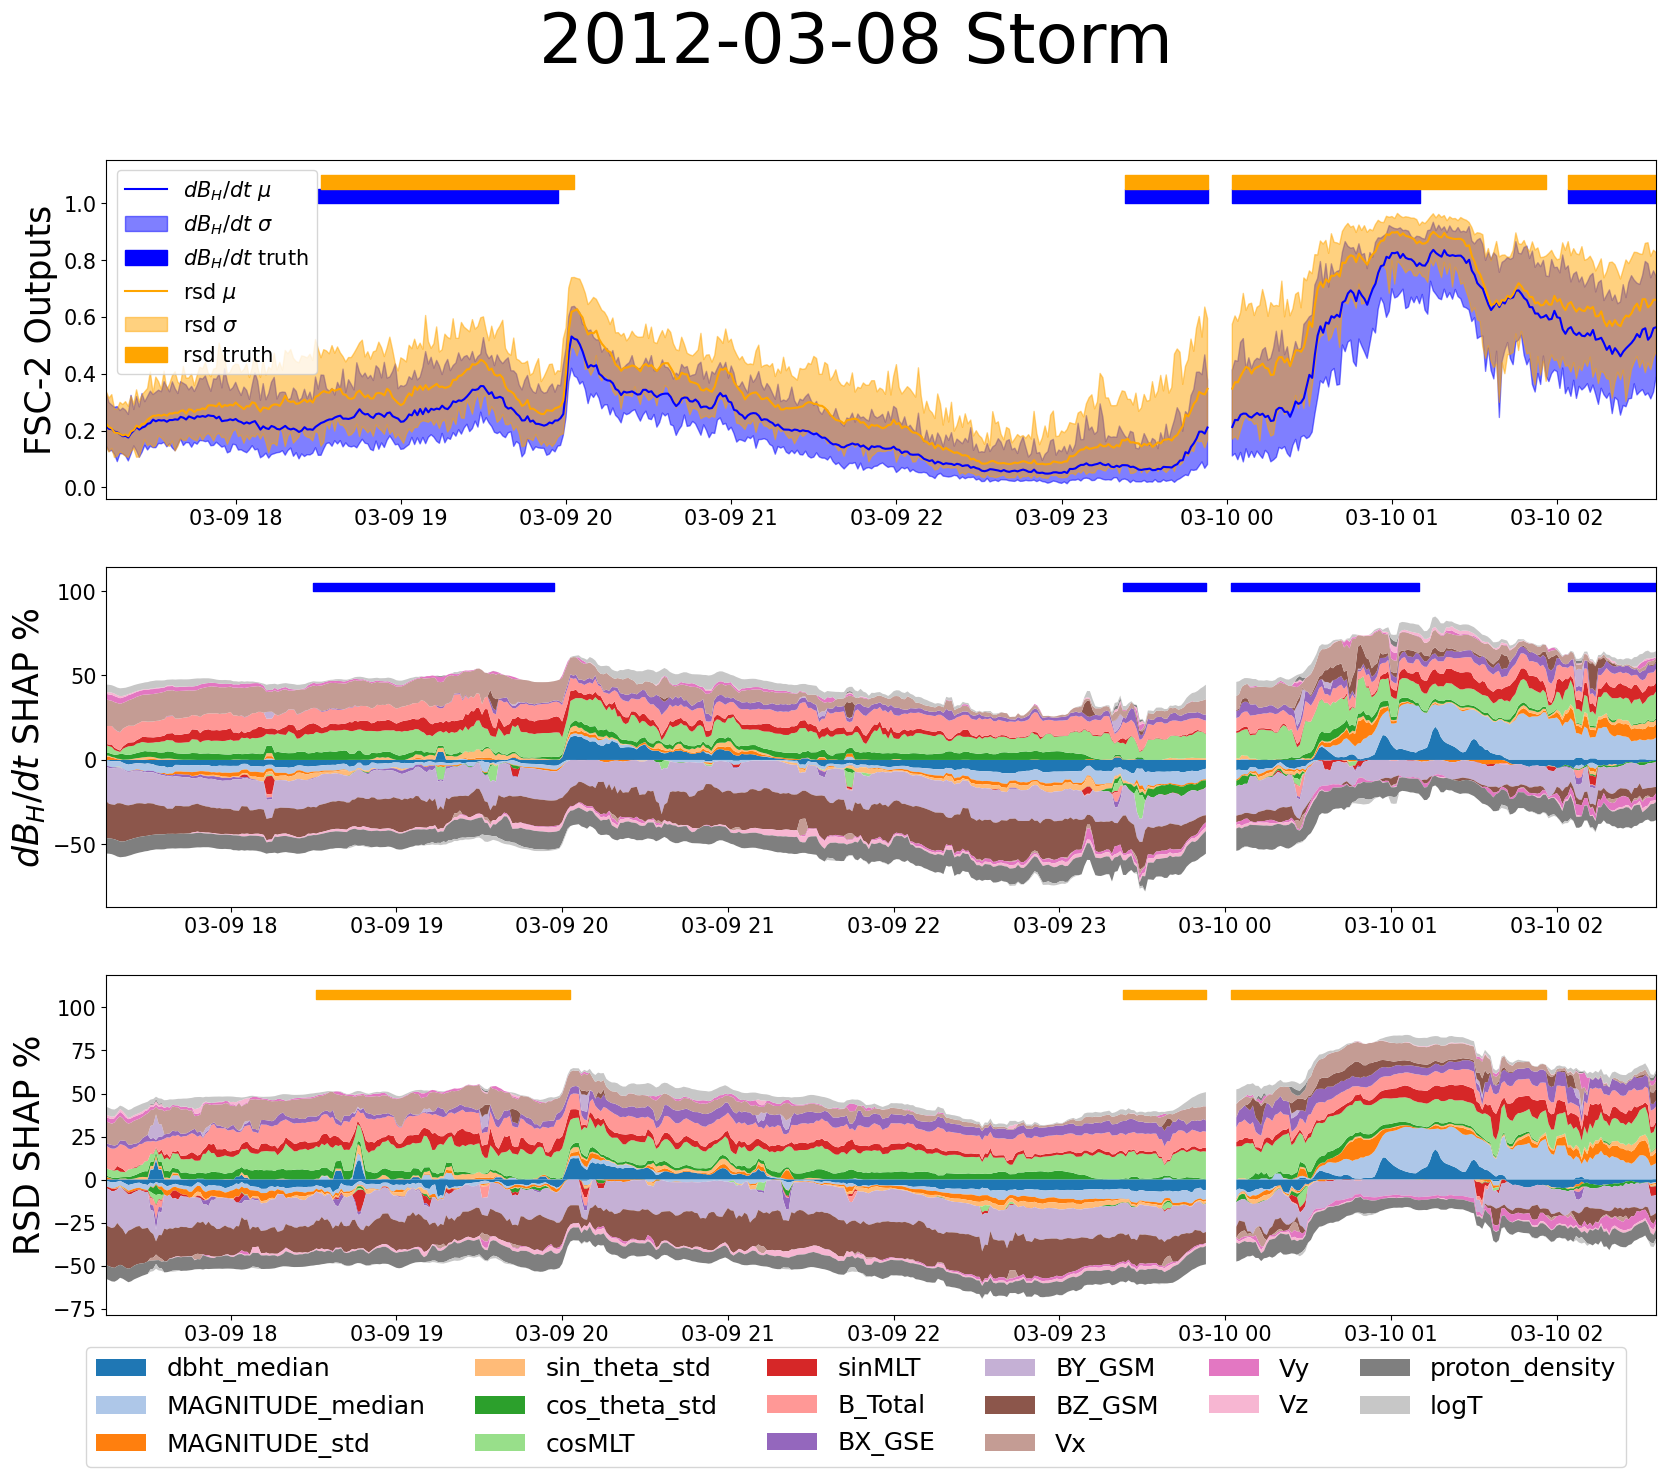 2012-03-08 Storm
FSC-2 Outputs
1.0
0.8
0.6
0.4
0.2
0.0
dB_H/dt μ
dB_H/dt σ
dB_H/dt truth
rsd μ
rsd σ
rsd truth
03-09 18 03-09 19 03-09 20 03-09 21 03-09 22 03-09 23 03-10 00 03-10 01 03-10 02
dB_H/dt SHAP %
100
50
0
−50
03-09 18 03-09 19 03-09 20 03-09 21 03-09 22 03-09 23 03-10 00 03-10 01 03-10 02
RSD SHAP %
100
75
50
25
0
−25
−50
−75
03-09 18 03-09 19 03-09 20 03-09 21 03-09 22 03-09 23 03-10 00 03-10 01 03-10 02
dbht_median sin_theta_std sinMLT BY_GSM Vy proton_density
MAGNITUDE_median cos_theta_std B_Total BZ_GSM Vz logT
MAGNITUDE_std cosMLT BX_GSE Vx